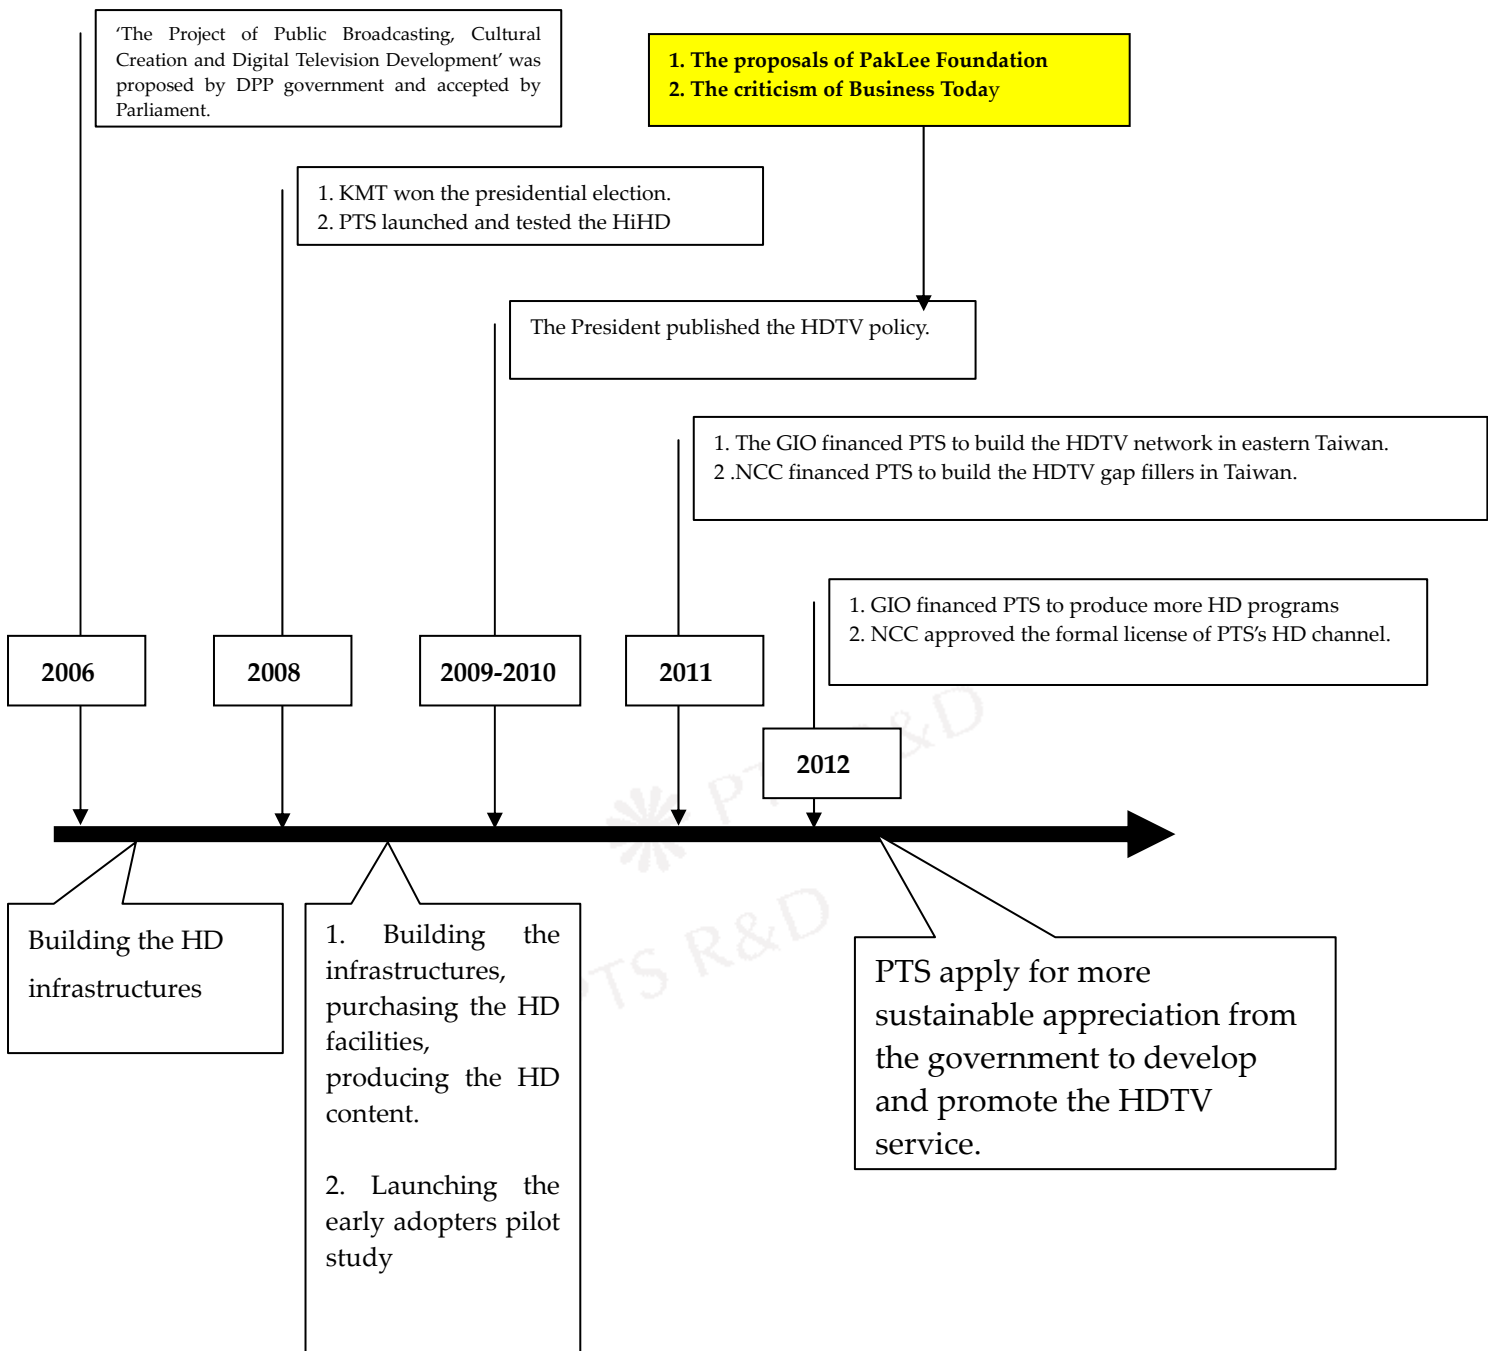 ‘The Project of Public Broadcasting, Cultural
Creation and Digital Television Development’ was
proposed by DPP government and accepted by
Parliament.
1. The proposals of PakLee Foundation
2. The criticism of Business Today
1. KMT won the presidential election.
2. PTS launched and tested the HiHD
The President published the HDTV policy.
1. The GIO financed PTS to build the HDTV network in eastern Taiwan.
2 .NCC financed PTS to build the HDTV gap fillers in Taiwan.
1. GIO financed PTS to produce more HD programs
2. NCC approved the formal license of PTS’s HD channel.
2006
2008
2009-2010
2011
2012
Building the HD
infrastructures
1. Building the
infrastructures,
purchasing the HD
facilities,
producing the HD
content.
2. Launching the
early adopters pilot
study
PTS apply for more
sustainable appreciation from
the government to develop
and promote the HDTV
service.
PTS R&D
PTS R&D